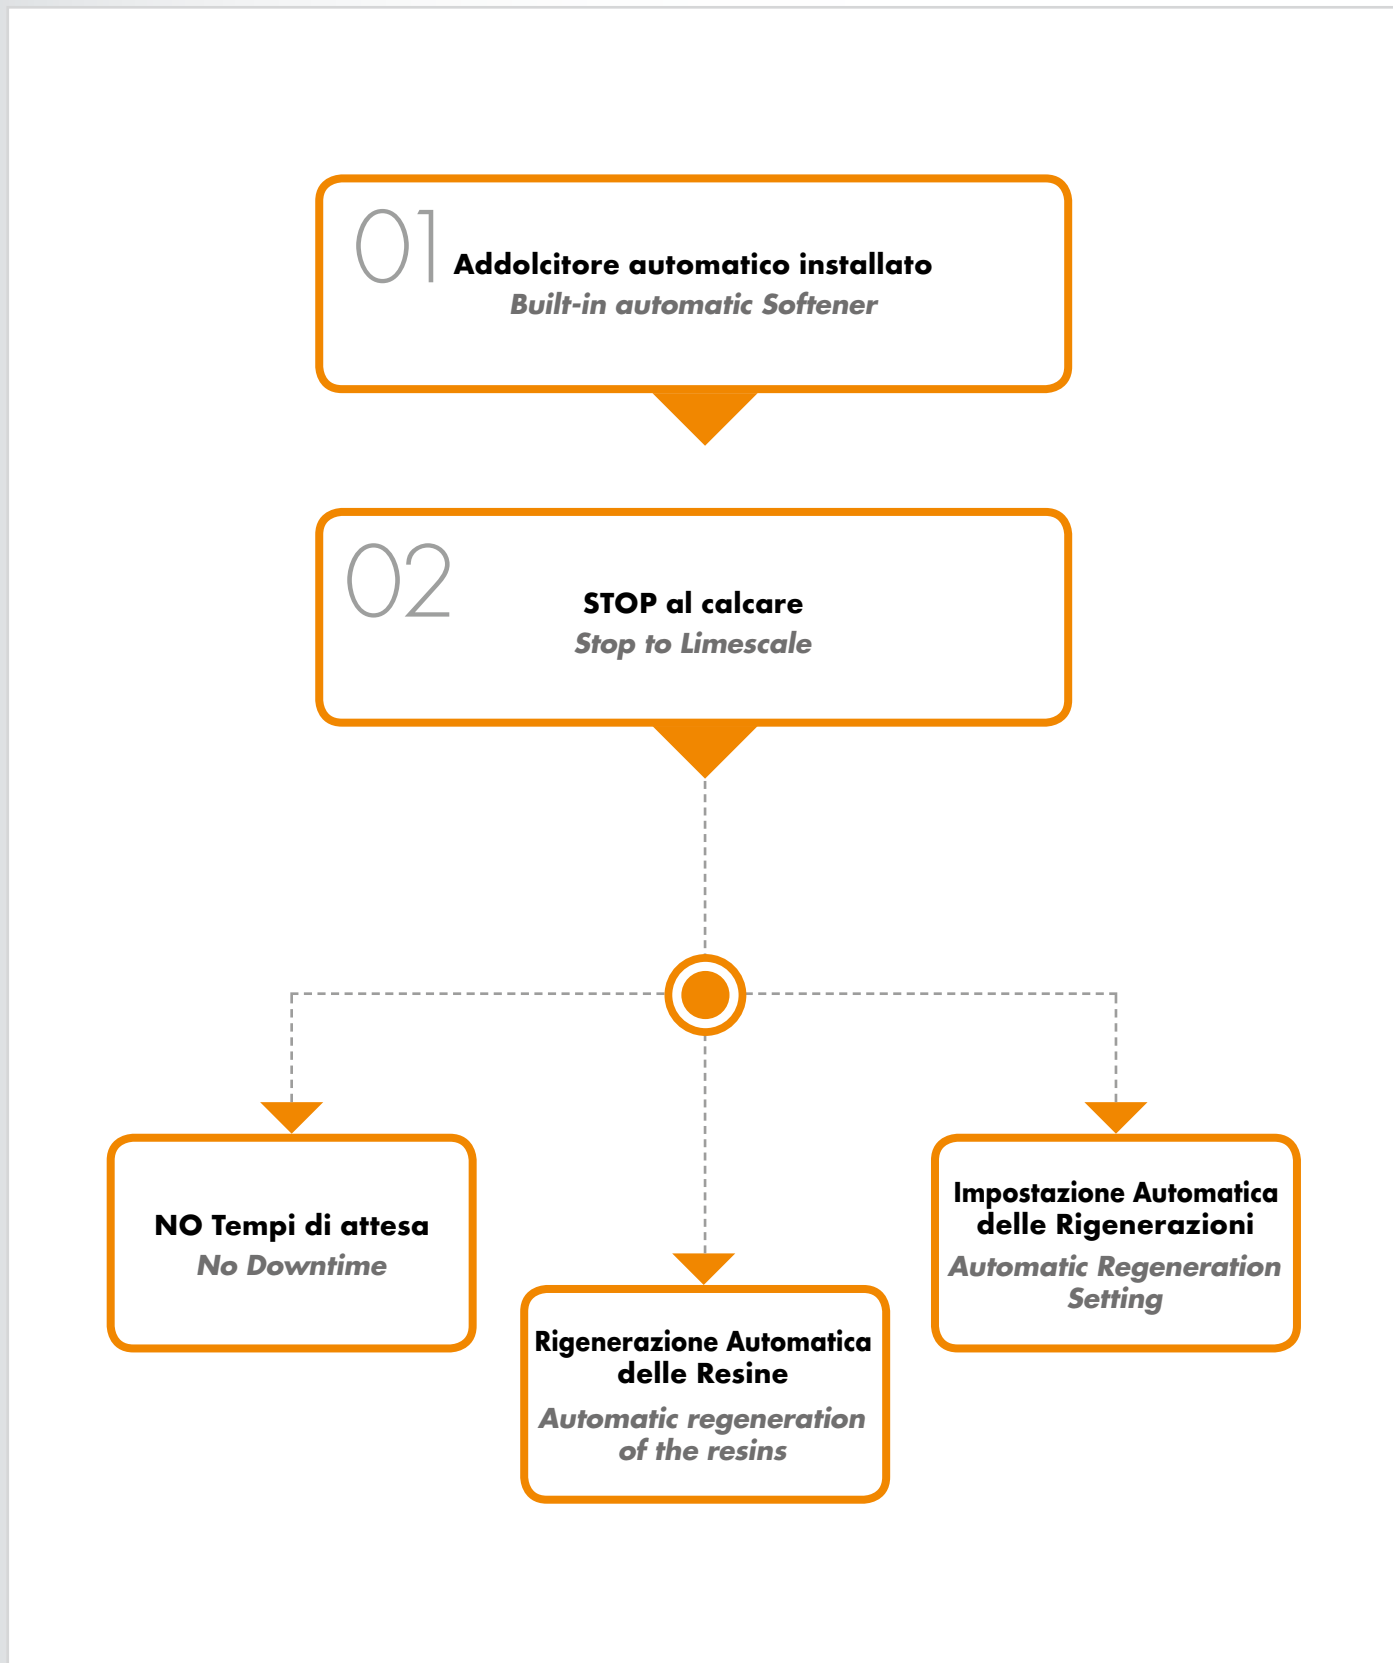 01
Addolcitore automatico installato
Built-in automatic Softener
02
STOP al calcare
Stop to Limescale
NO Tempi di attesa
No Downtime
Rigenerazione Automatica
delle Resine
Automatic regeneration
of the resins
Impostazione Automatica
delle Rigenerazioni
Automatic Regeneration
Setting